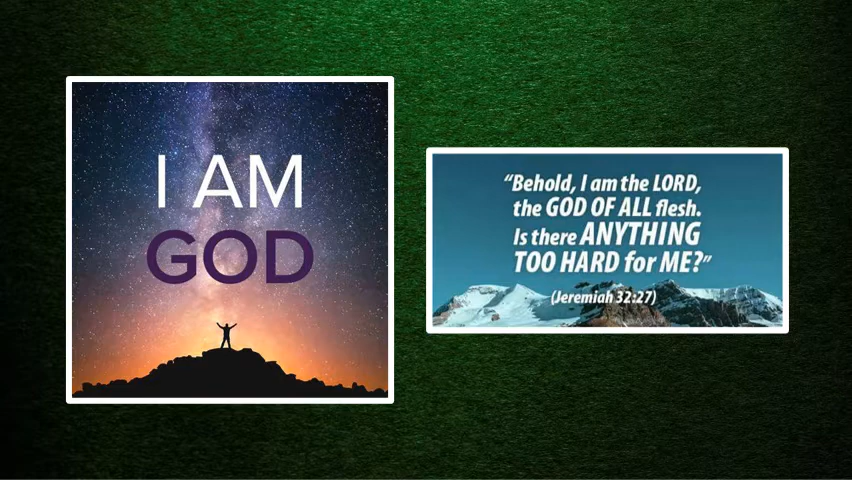 I AM
GOD
“Behold, I am the LORD,
the GOD OF ALL flesh.
Is there ANYTHING
TOO HARD for ME?”
(Jeremiah 32:27)